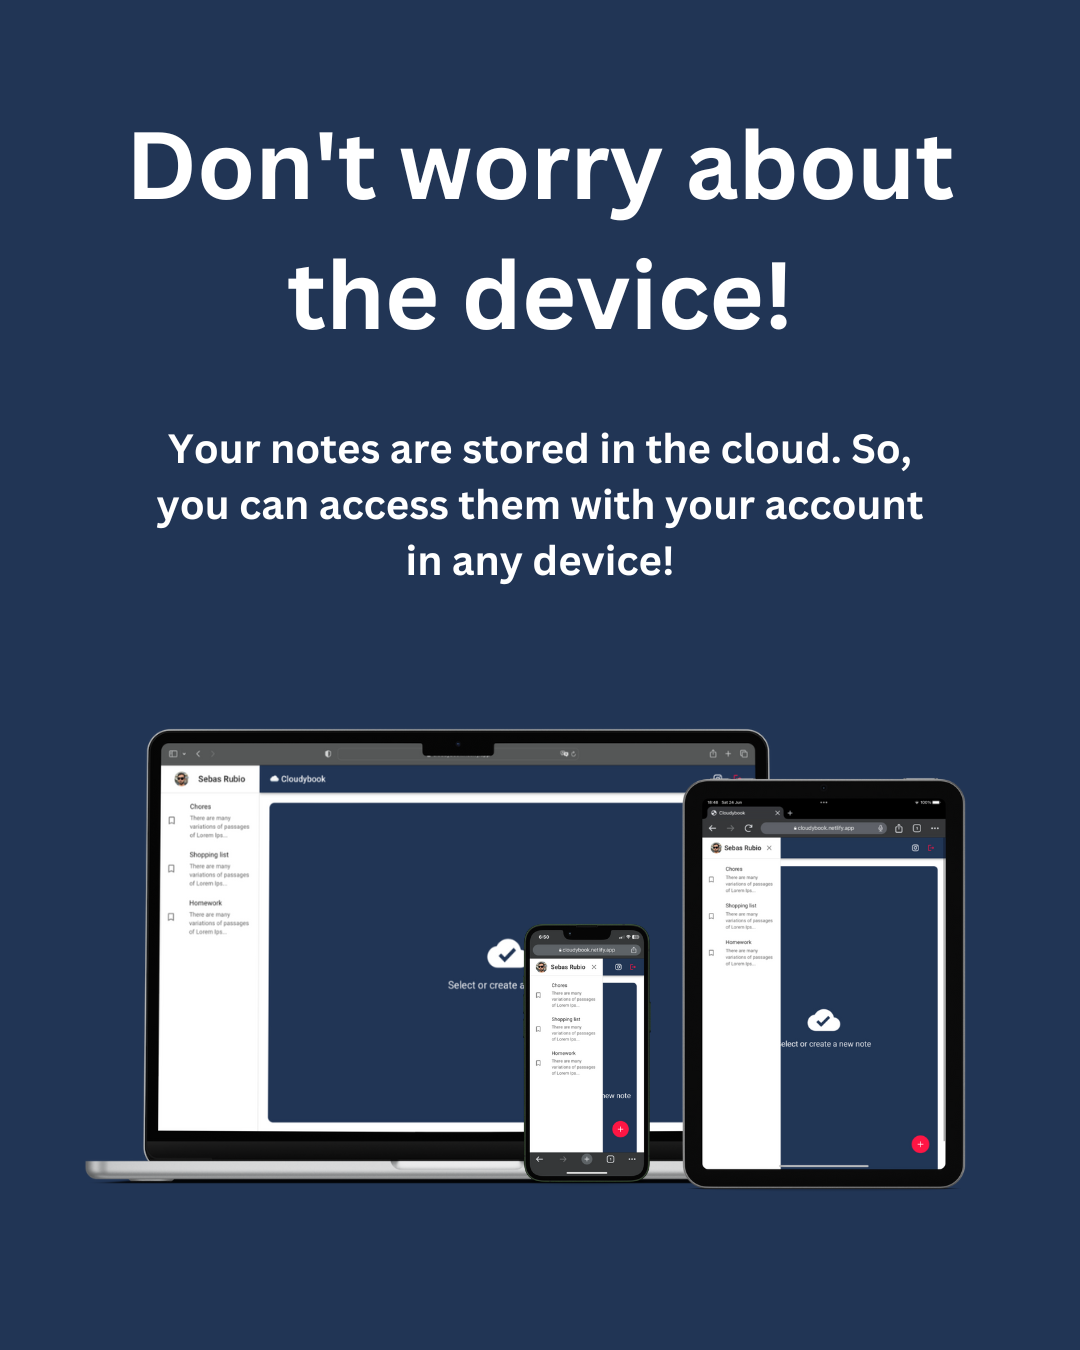 Don't worry about
the device!
Your notes are stored in the cloud. So,
you can access them with your account
in any device!
Sebas Rubio
Cloudybook
Chores
There are many
variations of passages
of Lorem Ips...
Shopping list
There are many
variations of passages
of Lorem Ips...
Homework
There are many
variations of passages
of Lorem Ips...
Select or create a
6:50
cloudybook.netlify.app
Sebas Rubio
Chores
There are many
variations of passages
of Lorem Ips...
Shopping list
There are many
variations of passages
of Lorem Ips...
Homework
There are many
variations of passages
of Lorem Ips...
new note
Sat 24 Jun
100%
Cloudybook
cloudybook.netlify.app
Sebas Rubio
Chores
There are many
variations of passages
of Lorem Ips...
Shopping list
There are many
variations of passages
of Lorem Ips...
Homework
There are many
variations of passages
of Lorem Ips...
elect or create a new note